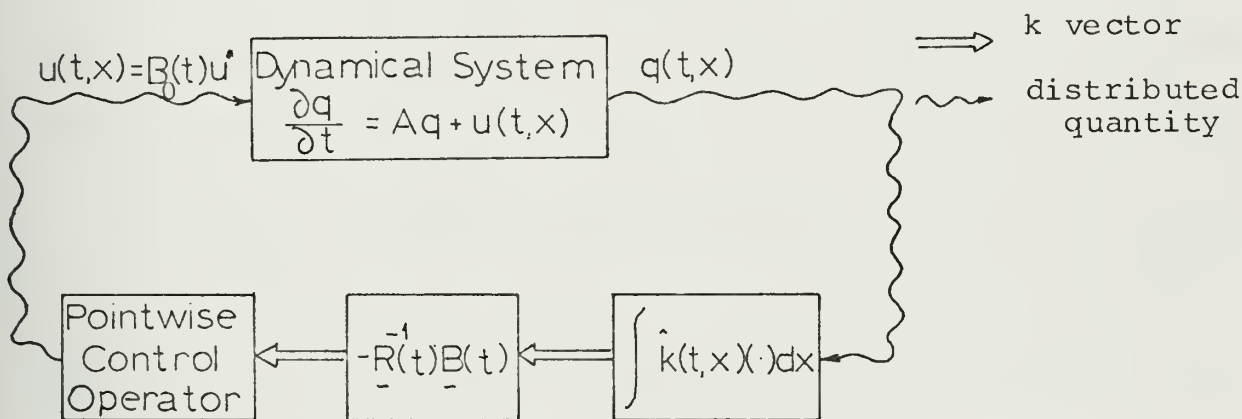 u(t,x)=B₀(t)u*
Dynamical System
∂q/∂t = Aq + u(t,x)
q(t,x)
k vector
distributed
quantity
Pointwise
Control
Operator
-R⁻¹(t)B(t)
∫ k̂(t,x)(·)dx